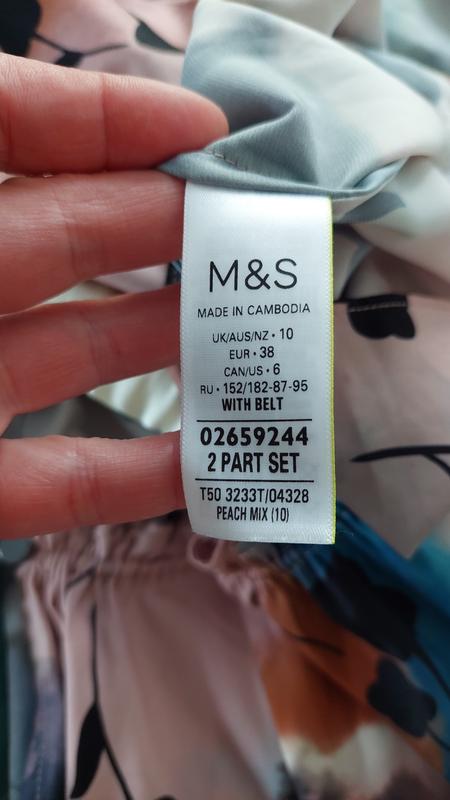 M&S
MADE IN CAMBODIA
UK/AUS/NZ • 10
EUR • 38
CAN/US • 6
RU • 152/182-87-95
WITH BELT
02659244
2 PART SET
T50 3233T/04328
PEACH MIX (10)